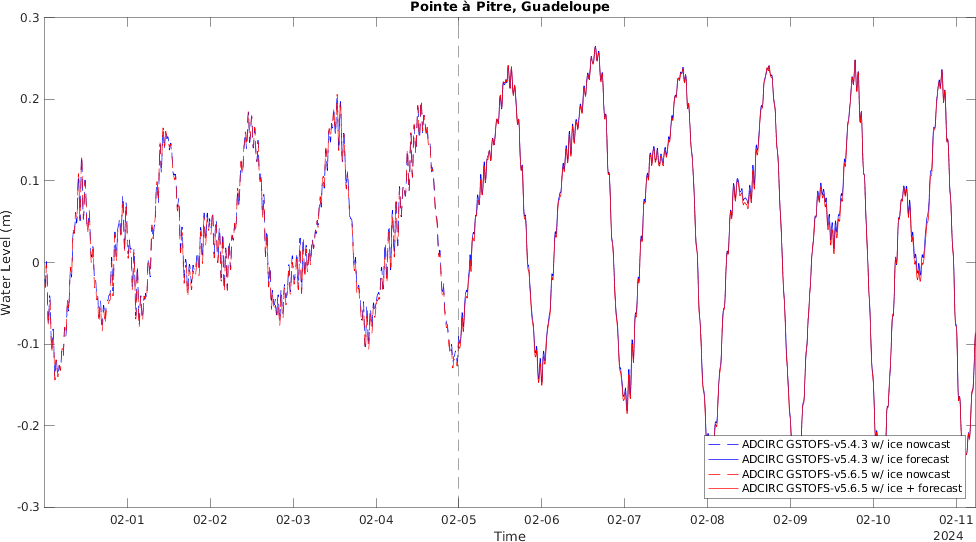 Pointe à Pitre, Guadeloupe
0.3
0.2
0.1
0
-0.1
-0.2
-0.3
Water Level (m)
ADCIRC GSTOFS-v5.4.3 w/ ice nowcast
ADCIRC GSTOFS-v5.4.3 w/ ice forecast
ADCIRC GSTOFS-v5.6.5 w/ ice nowcast
ADCIRC GSTOFS-v5.6.5 w/ ice + forecast
02-01 02-02 02-03 02-04 02-05 02-06 02-07 02-08 02-09 02-10 02-11
Time
2024